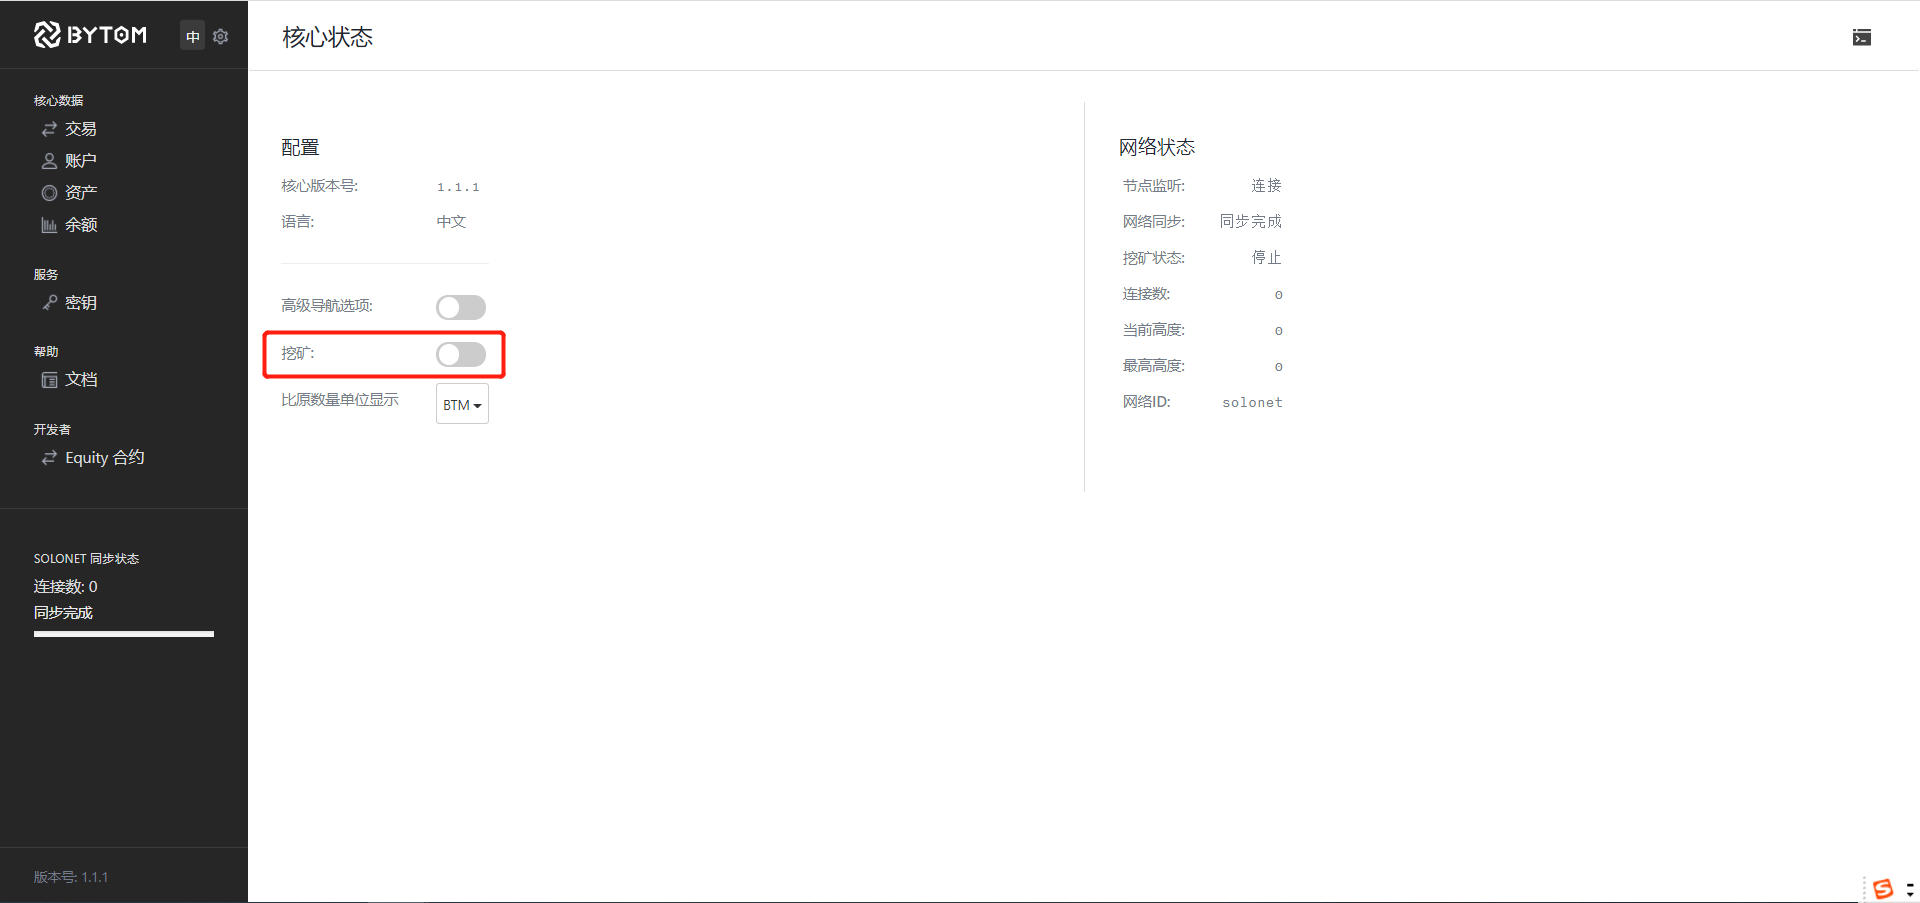 BYTOM
中
核心数据
交易
账户
资产
余额
服务
密钥
帮助
文档
开发者
Equity 合约
SOLONET 同步状态
连接数: 0
同步完成
版本号: 1.1.1
核心状态
配置
核心版本号: 1.1.1
语言: 中文
高级导航选项:
挖矿:
比原数量单位显示 BTM
网络状态
节点监听: 连接
网络同步: 同步完成
挖矿状态: 停止
连接数: 0
当前高度: 0
最高高度: 0
网络ID: solonet
S